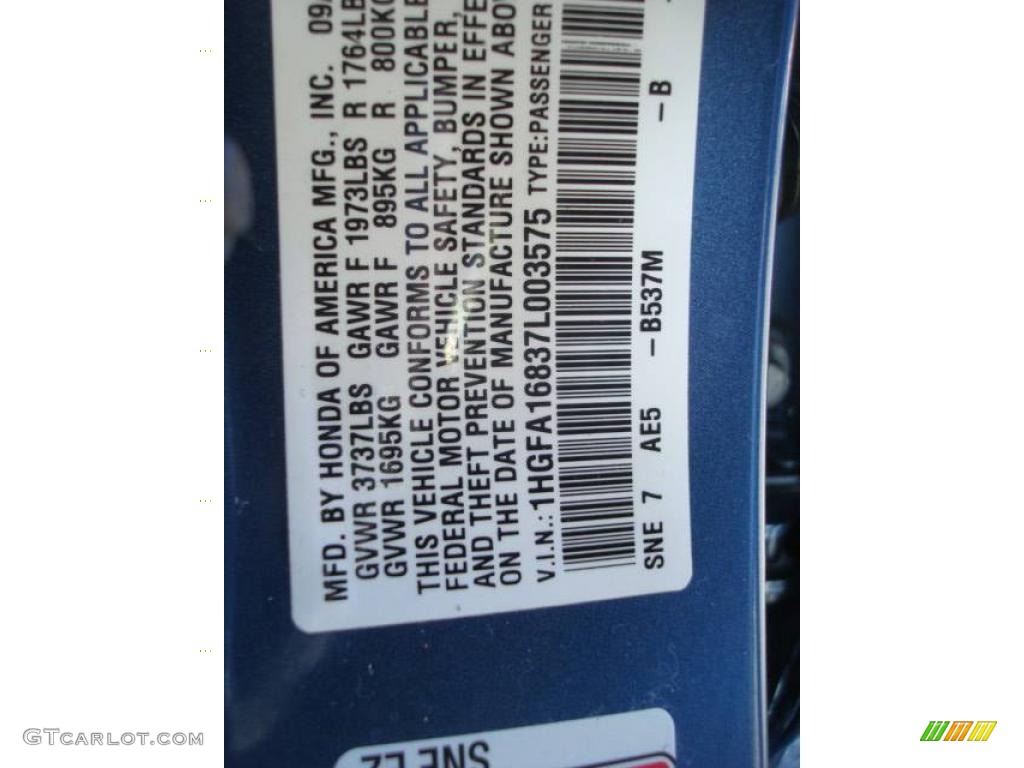 MFD. BY HONDA OF AMERICA MFG., INC. 09/
GVWR 3737LBS GAWR F 1973LBS R 1764LB
GVWR 1695KG GAWR F 895KG R 800KG
THIS VEHICLE CONFORMS TO ALL APPLICABLE
FEDERAL MOTOR VEHICLE SAFETY, BUMPER,
AND THEFT PREVENTION STANDARDS IN EFFE
ON THE DATE OF MANUFACTURE SHOWN ABOV
V.I.N.: 1HGFA16837L003575 TYPE:PASSENGER
SNE 7 AE5 -B537M -B
SNE
GTcarlot.com